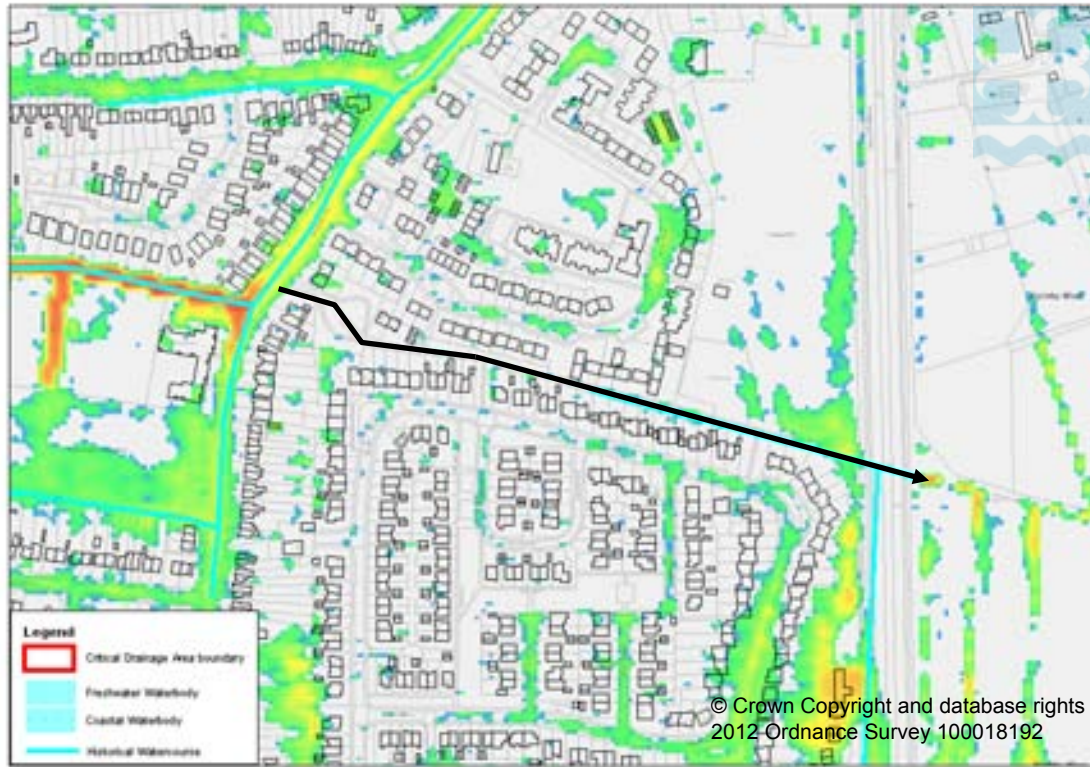 Legend
Critical Drainage Area boundary
Freshwater Waterbody
Coastal Waterbody
Historical Watercourse
© Crown Copyright and database rights
2012 Ordnance Survey 100018192